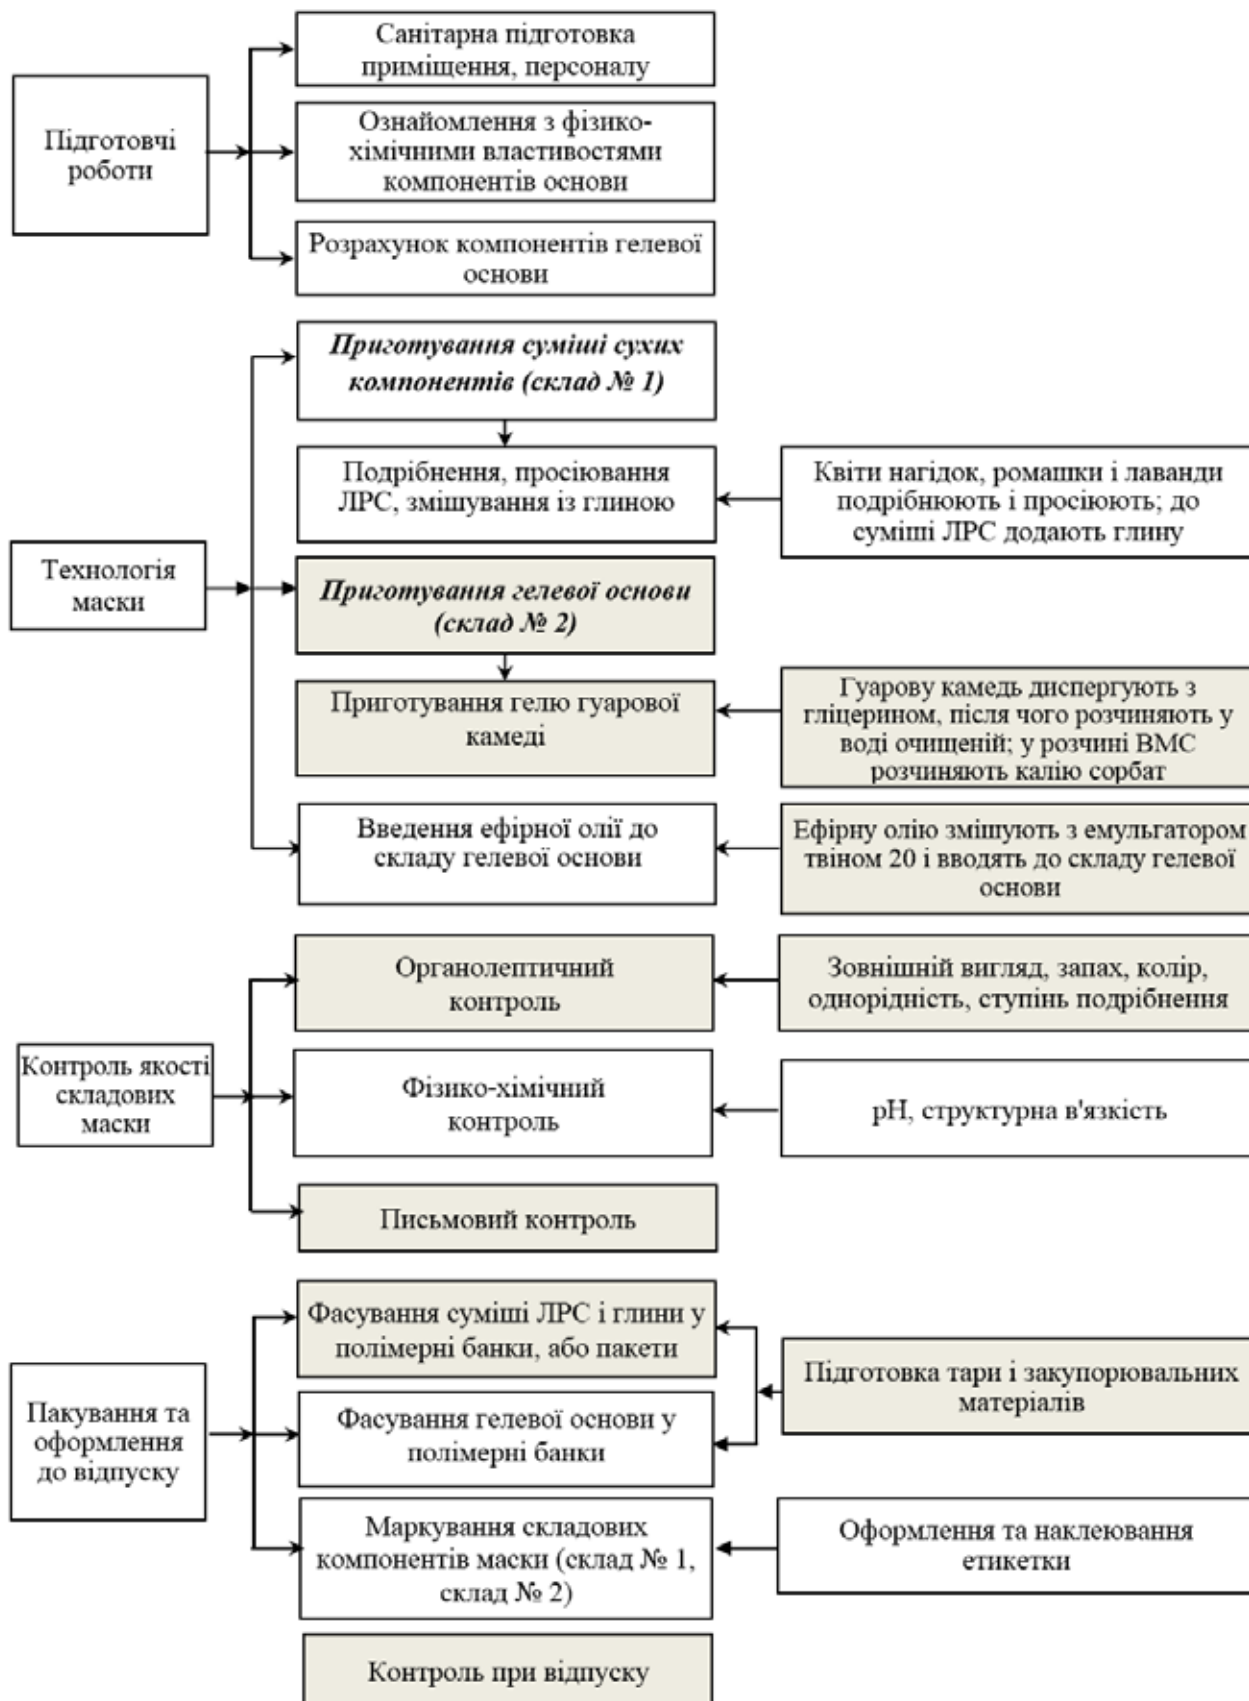 Санітарна підготовка
приміщення, персоналу
Підготовчі
роботи
Ознайомлення з фізико-
хімічними властивостями
компонентів основи
Розрахунок компонентів гелевої
основи
Приготування суміші сухих
компонентів (склад № 1)
Подрібнення, просіювання
ЛРС, змішування із глиною
Квіти нагідок, ромашки і лаванди
подрібнюють і просіюють; до
суміші ЛРС додають глину
Технологія
маски
Приготування гелевої основи
(склад № 2)
Приготування гелю гуарової
камеді
Гуарову камедь диспергують з
гліцерином, після чого розчиняють у
воді очищеній; у розчині ВМС
розчиняють калію сорбат
Введення ефірної олії до
складу гелевої основи
Ефірну олію змішують з емульгатором
твіном 20 і вводять до складу гелевої
основи
Органолептичний
контроль
Зовнішній вигляд, запах, колір,
однорідність, ступінь подрібнення
Контроль якості
складових
маски
Фізико-хімічний
контроль
рН, структурна в'язкість
Письмовий контроль
Фасування суміші ЛРС і глини у
полімерні банки, або пакети
Підготовка тари і закупорювальних
матеріалів
Пакування та
оформлення
до відпуску
Фасування гелевої основи у
полімерні банки
Маркування складових
компонентів маски (склад № 1,
склад № 2)
Оформлення та наклеювання
етикетки
Контроль при відпуску